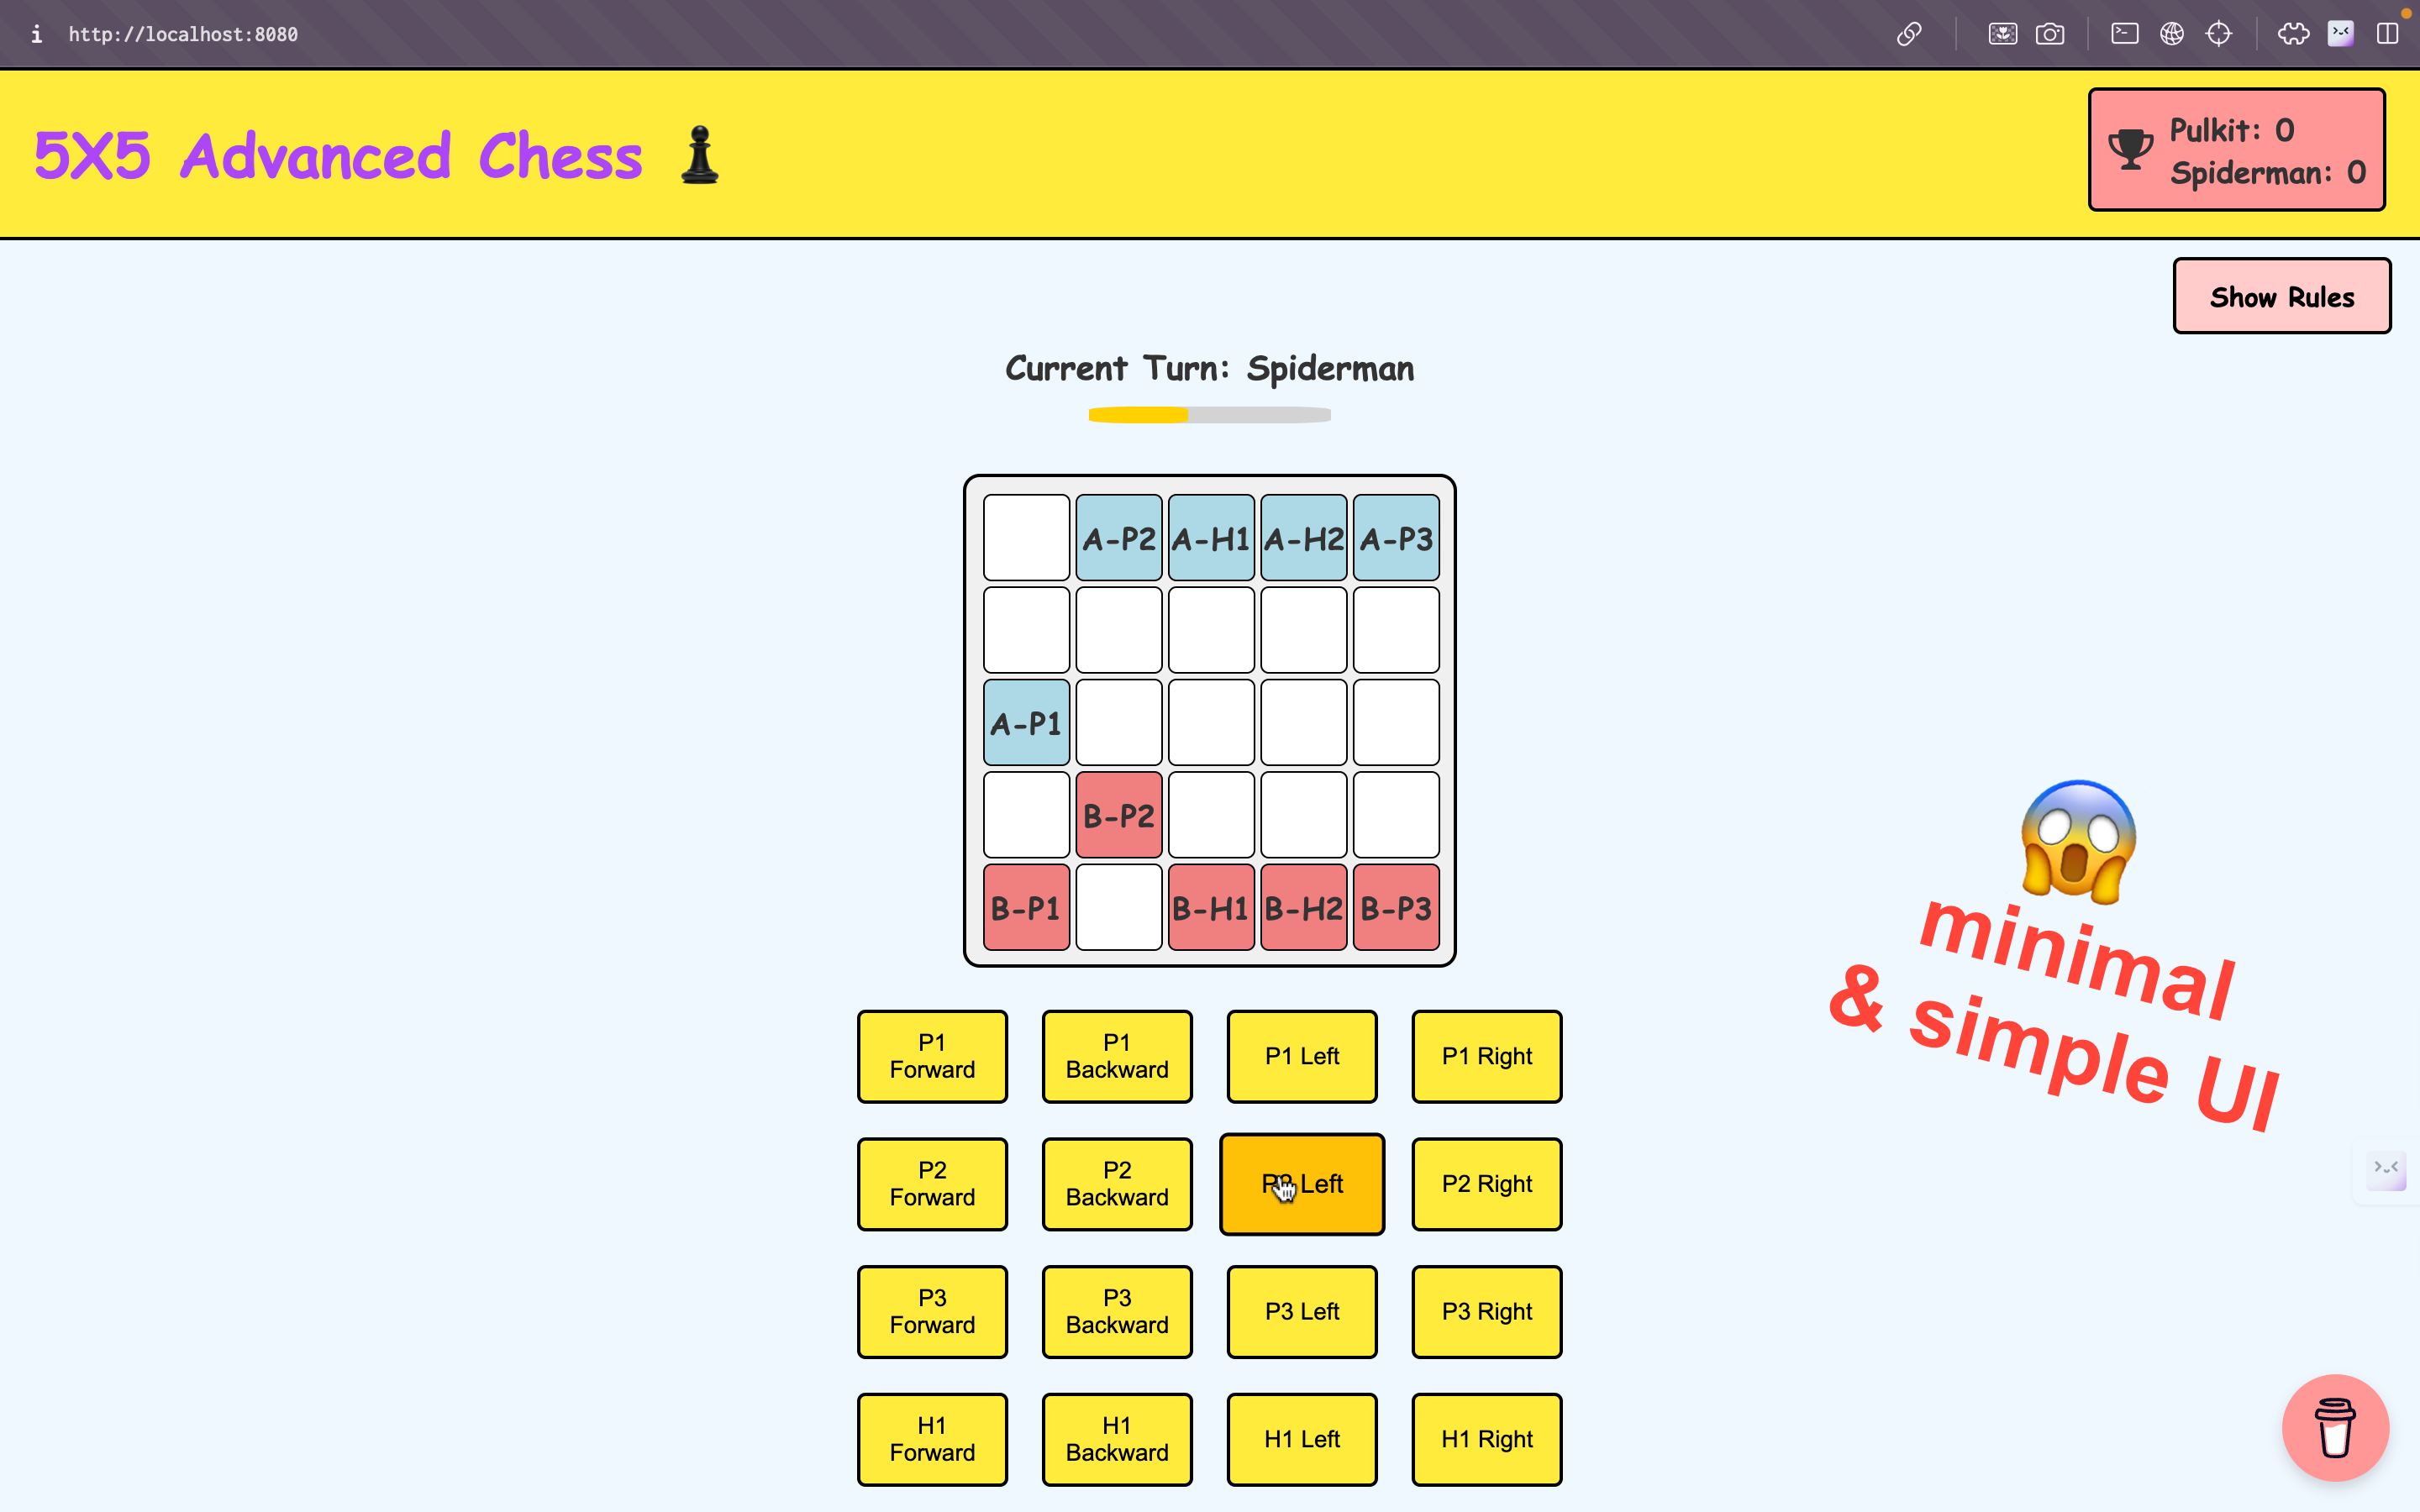 http://localhost:8080
5X5 Advanced Chess
Pulkit: 0
Spiderman: 0
Show Rules
Current Turn: Spiderman
A-P2 A-H1 A-H2 A-P3
A-P1
B-P2
B-P1 B-H1 B-H2 B-P3
minimal
& simple UI
P1
Forward
P1
Backward
P1 Left
P1 Right
P2
Forward
P2
Backward
P2 Left
P2 Right
P3
Forward
P3
Backward
P3 Left
P3 Right
H1
Forward
H1
Backward
H1 Left
H1 Right